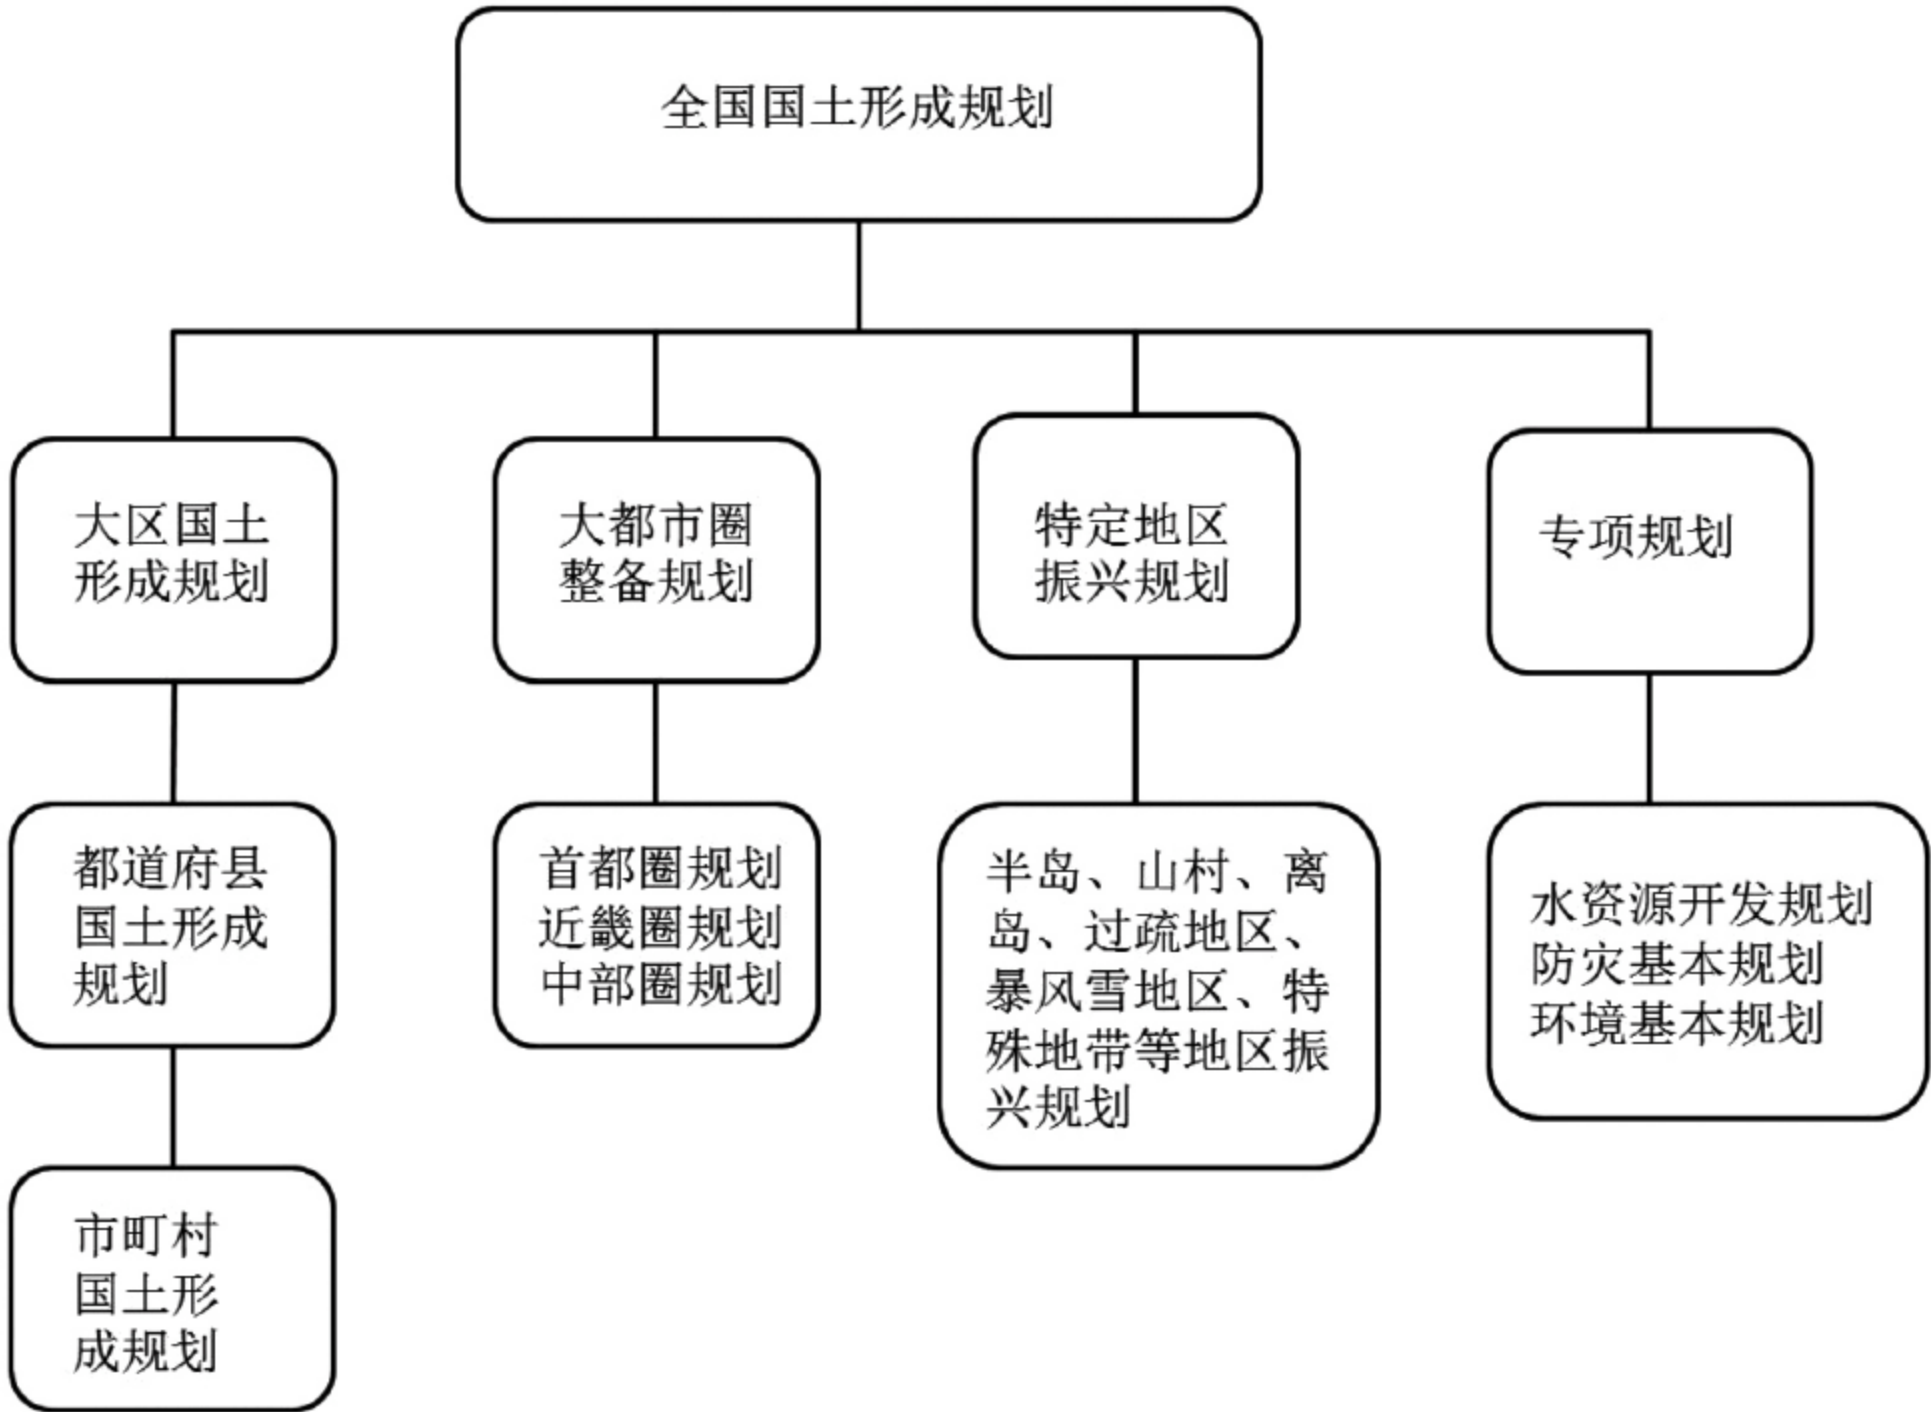 全国国土形成规划
大区国土
形成规划
大都市圈
整备规划
特定地区
振兴规划
专项规划
都道府县
国土形成
规划
首都圈规划
近畿圈规划
中部圈规划
半岛、山村、离
岛、过疏地区、
暴风雪地区、特
殊地带等地区振
兴规划
水资源开发规划
防灾基本规划
环境基本规划
市町村
国土形
成规划